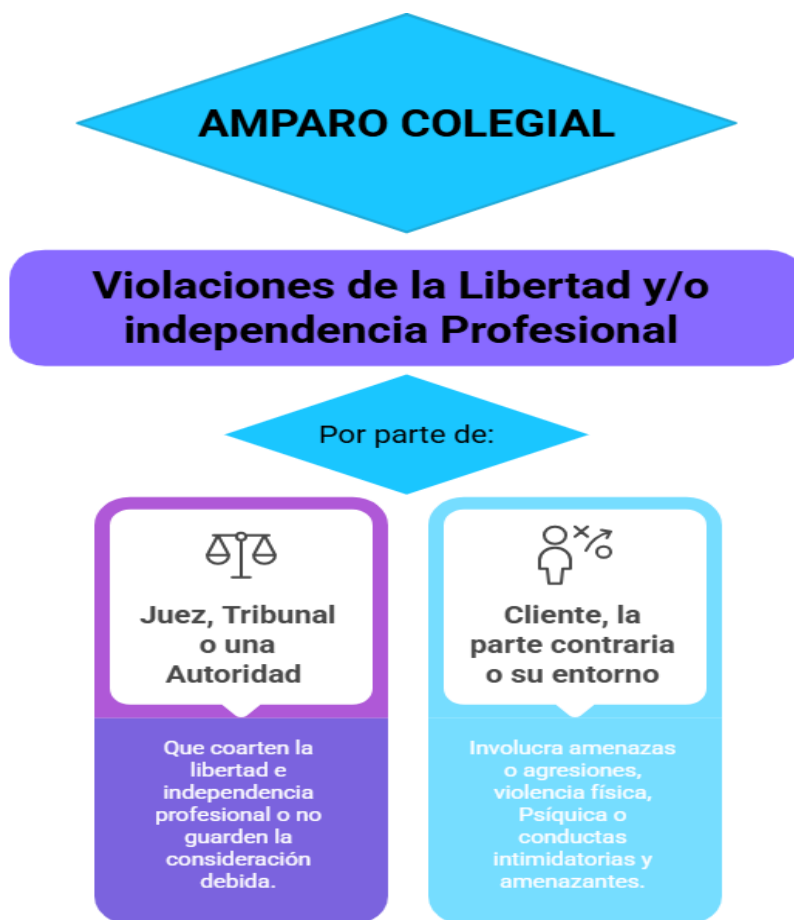 AMPARO COLEGIAL
Violaciones de la Libertad y/o
independencia Profesional
Por parte de:
Juez, Tribunal
o una
Autoridad
Que coarten la
libertad e
independencia
profesional o no
guarden la
consideración
debida.
Cliente, la
parte contraria
o su entorno
Involucra amenazas
o agresiones,
violencia física,
Psíquica o
conductas
intimidatorias y
amenazantes.